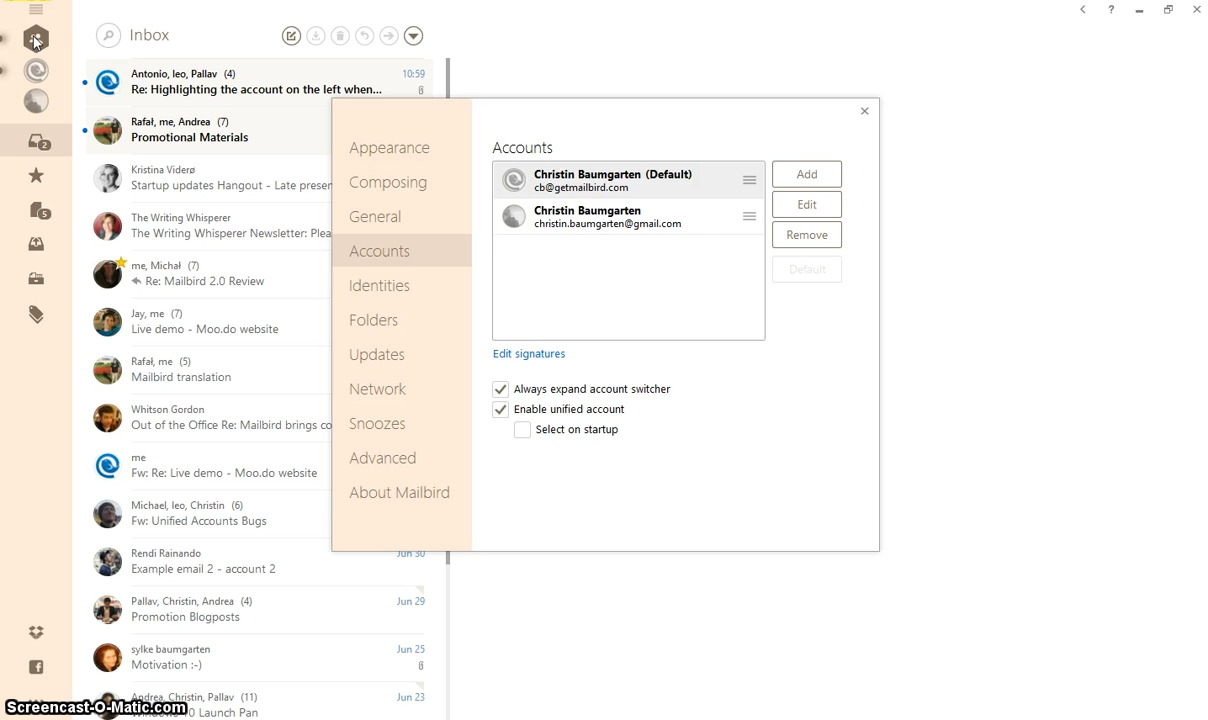 Inbox
Antonio, leo, Pallav (4) 10:59
Re: Highlighting the account on the left when...
Rafał, me, Andrea (7)
Promotional Materials
Kristina Viderø
Startup updates Hangout - Late presen
The Writing Whisperer
The Writing Whisperer Newsletter: Plea
me, Michał (7)
Re: Mailbird 2.0 Review
Jay, me (7)
Live demo - Moo.do website
Rafał, me (5)
Mailbird translation
Whitson Gordon
Out of the Office Re: Mailbird brings co
me
Fw: Re: Live demo - Moo.do website
Michael, leo, Christin (6)
Fw: Unified Accounts Bugs
Rendi Rainando Jun 30
Example email 2 - account 2
Pallav, Christin, Andrea (4) Jun 29
Promotion Blogposts
sylke baumgarten Jun 25
Motivation :-)
Andrea, Christin, Pallav (11) Jun 23
Launch Pan
2
5
Appearance
Composing
General
Accounts
Identities
Folders
Updates
Network
Snoozes
Advanced
About Mailbird
Accounts
Christin Baumgarten (Default)
cb@getmailbird.com
Christin Baumgarten
christin.baumgarten@gmail.com
Add
Edit
Remove
Default
Edit signatures
Always expand account switcher
Enable unified account
Select on startup
Screencast-O-Matic.com